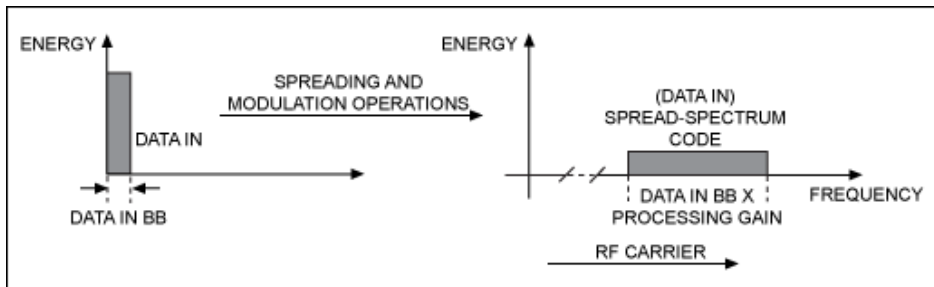 ENERGY
DATA IN
DATA IN BB
SPREADING AND
MODULATION OPERATIONS
ENERGY
(DATA IN)
SPREAD-SPECTRUM
CODE
FREQUENCY
DATA IN BB X
PROCESSING GAIN
RF CARRIER